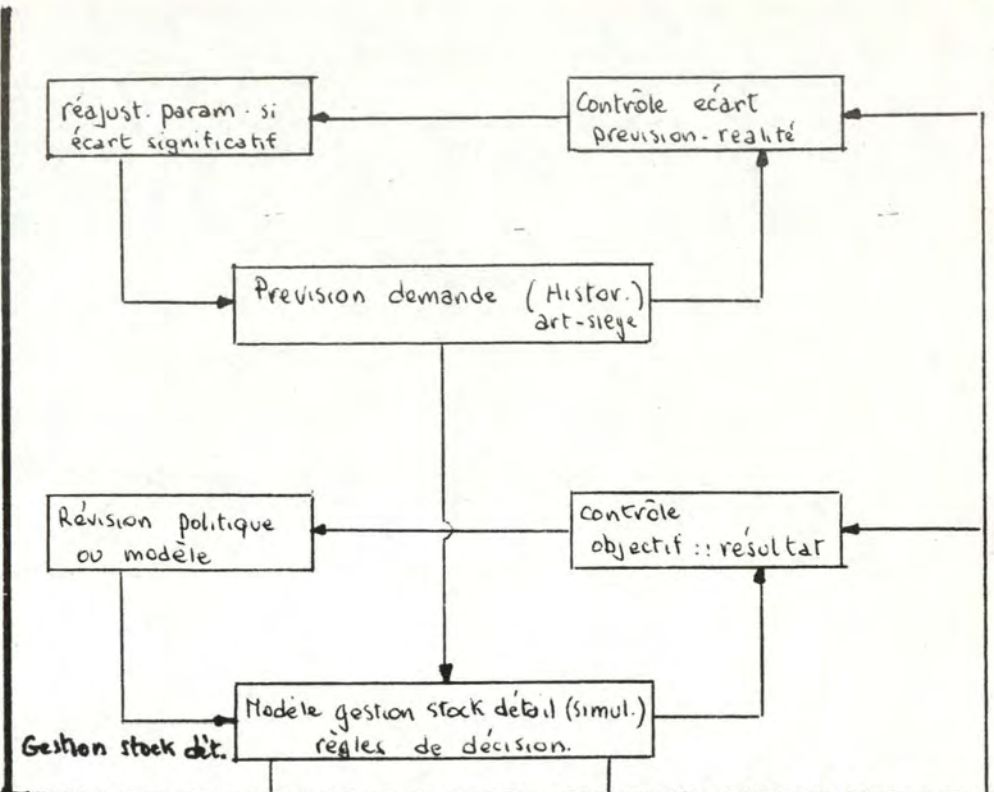 réajust. param. si
écart significatif
Contrôle écart
prevision-realité
Prevision demande (Histor.)
art-siege
Révision politique
ou modèle
contrôle
objectif :: résultat
Modèle gestion stock détail (simul.)
règles de décision.
Gestion stock dét.